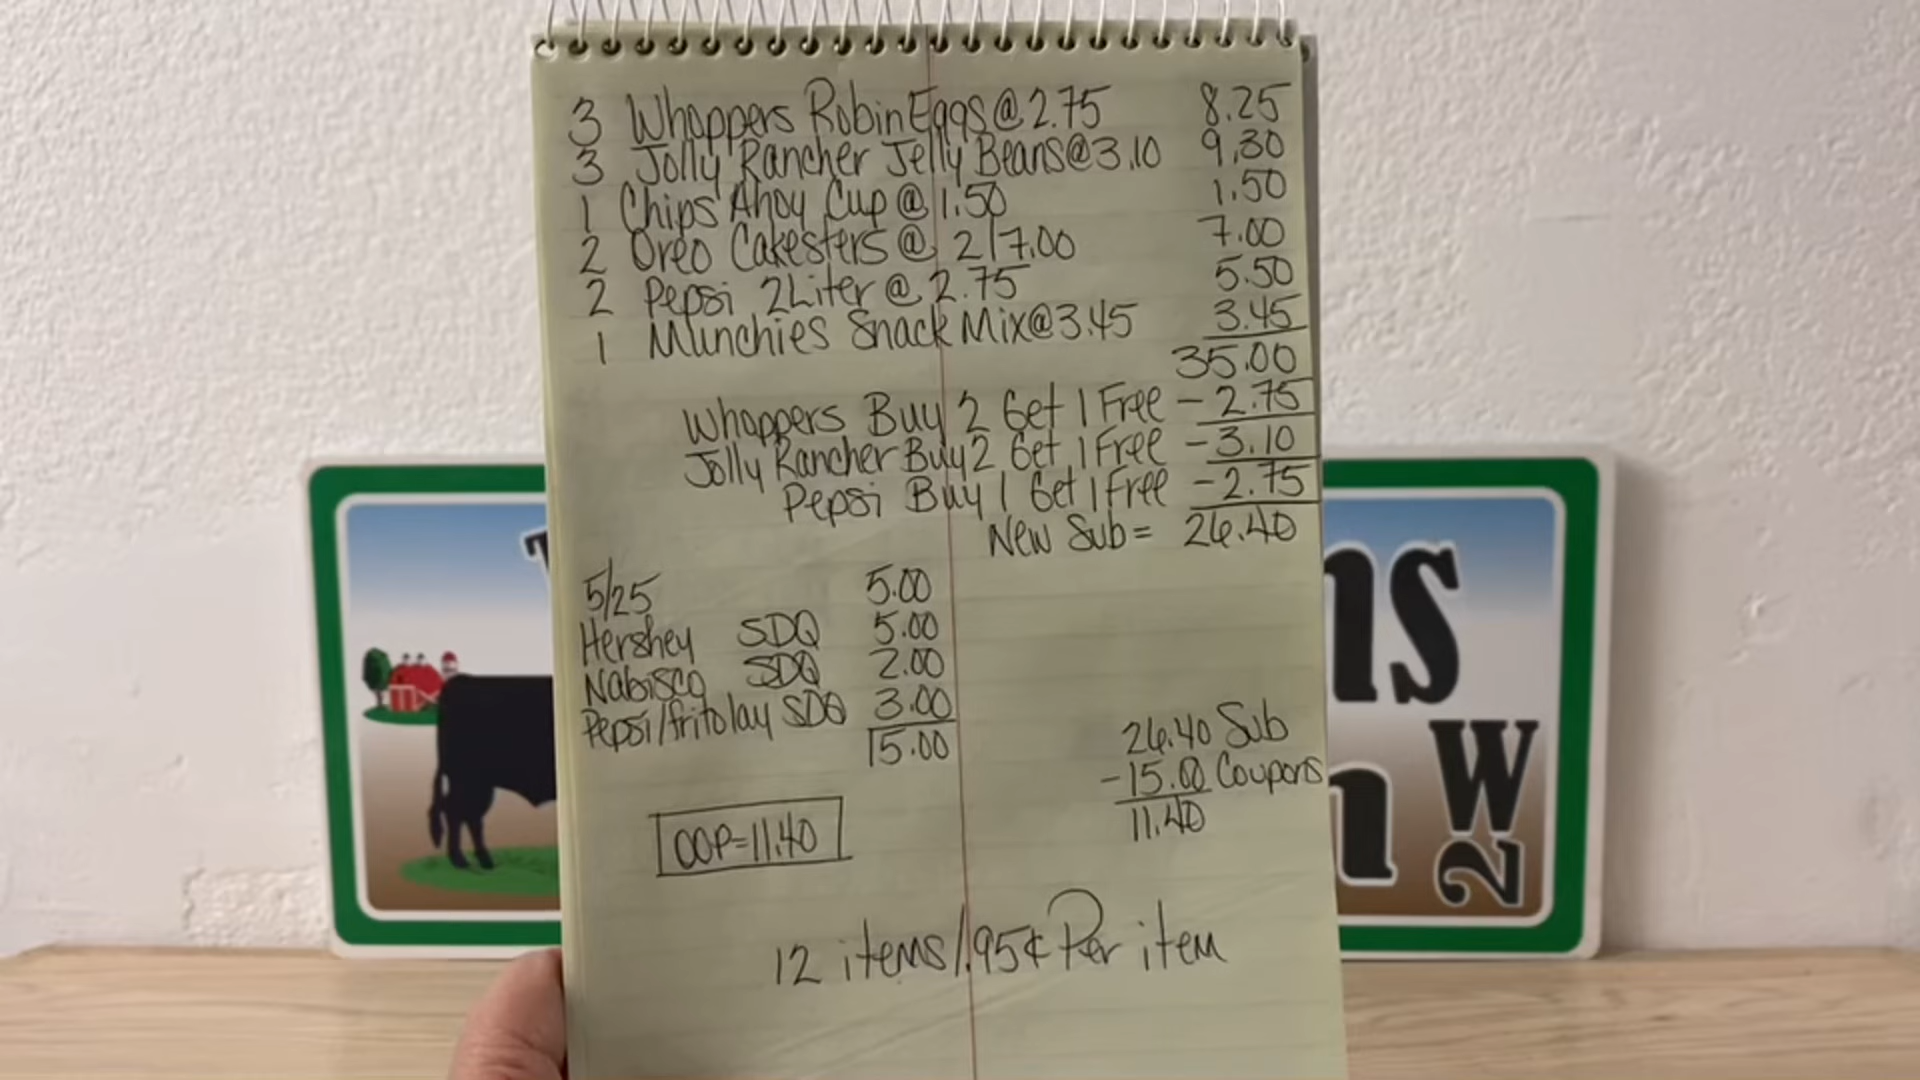 3 Whoppers Robin Eggs @ 2.75 8.25
3 Jolly Rancher Jelly Beans @ 3.10 9.30
1 Chips Ahoy Cup @ 1.50 1.50
2 Oreo Cakesters @ 2/7.00 7.00
2 Pepsi 2Liter @ 2.75 5.50
1 Munchies Snack Mix @ 3.45 3.45
35.00
Whoppers Buy 2 Get 1 Free - 2.75
Jolly Rancher Buy 2 Get 1 Free - 3.10
Pepsi Buy 1 Get 1 Free - 2.75
New Sub = 26.40
5/25 5.00
Hershey SDQ 5.00
Nabisco SDQ 2.00
Pepsi/fritolay SDQ 3.00
15.00
26.40 Sub
-15.00 Coupons
11.40
OOP=11.40
12 items/.95¢ Per item
W
2